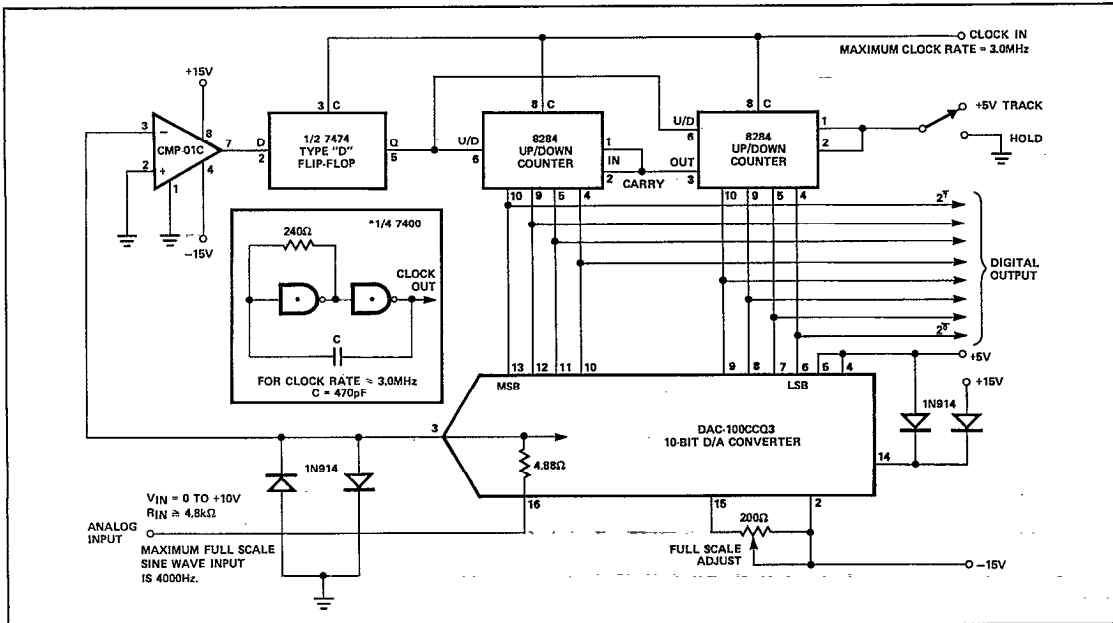 CLOCK IN
MAXIMUM CLOCK RATE = 3.0MHz
+15V
3 C
8 C
8 C
+5V TRACK
HOLD
3
2
−
+
CMP-01C
8
7
4
1
D
2
1/2 7474
TYPE "D"
FLIP-FLOP
Q
5
U/D
6
8284
UP/DOWN
COUNTER
1
IN
2
CARRY
OUT
3
U/D
6
8284
UP/DOWN
COUNTER
1
2
−15V
10 9 5 4
10 9 5 4
2⁷
DIGITAL
OUTPUT
2⁰
*1/4 7400
240Ω
CLOCK
OUT
C
FOR CLOCK RATE ≈ 3.0MHz
C = 470pF
13 12 11 10
9 8 7 6 5 4
MSB
LSB
+5V
+15V
1N914
DAC-100CCQ3
10-BIT D/A CONVERTER
3
4.88Ω
14
16
15
2
1N914
VIN = 0 TO +10V
RIN ≅ 4.8kΩ
ANALOG
INPUT
MAXIMUM FULL SCALE
SINE WAVE INPUT
IS 4000Hz.
200Ω
FULL SCALE
ADJUST
−15V